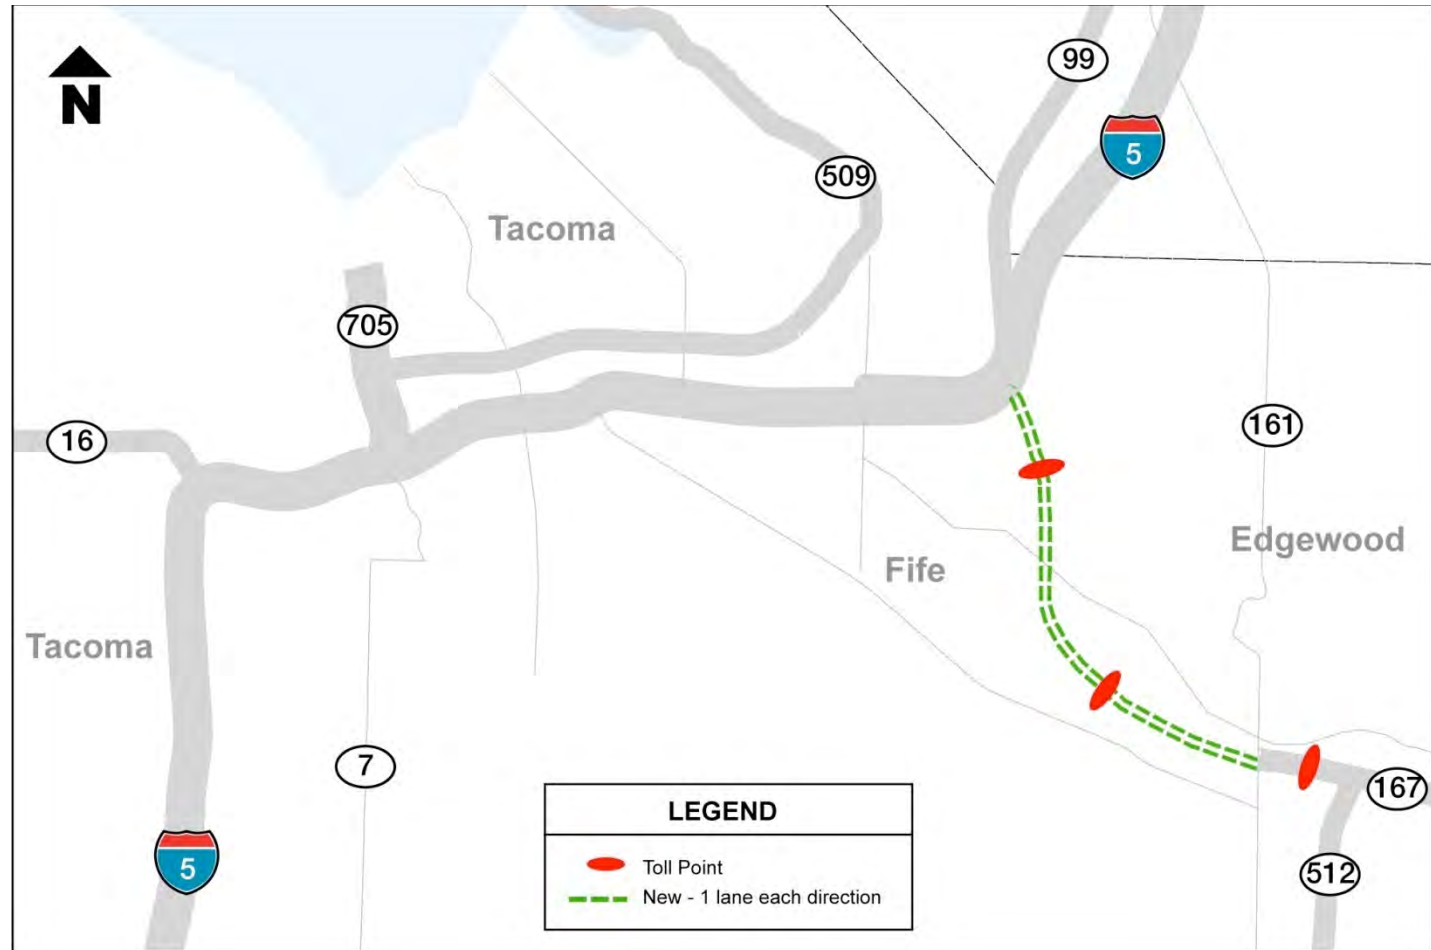 N
99
5
509
Tacoma
705
16
161
Edgewood
Fife
Tacoma
7
167
5
512
LEGEND
Toll Point
New - 1 lane each direction